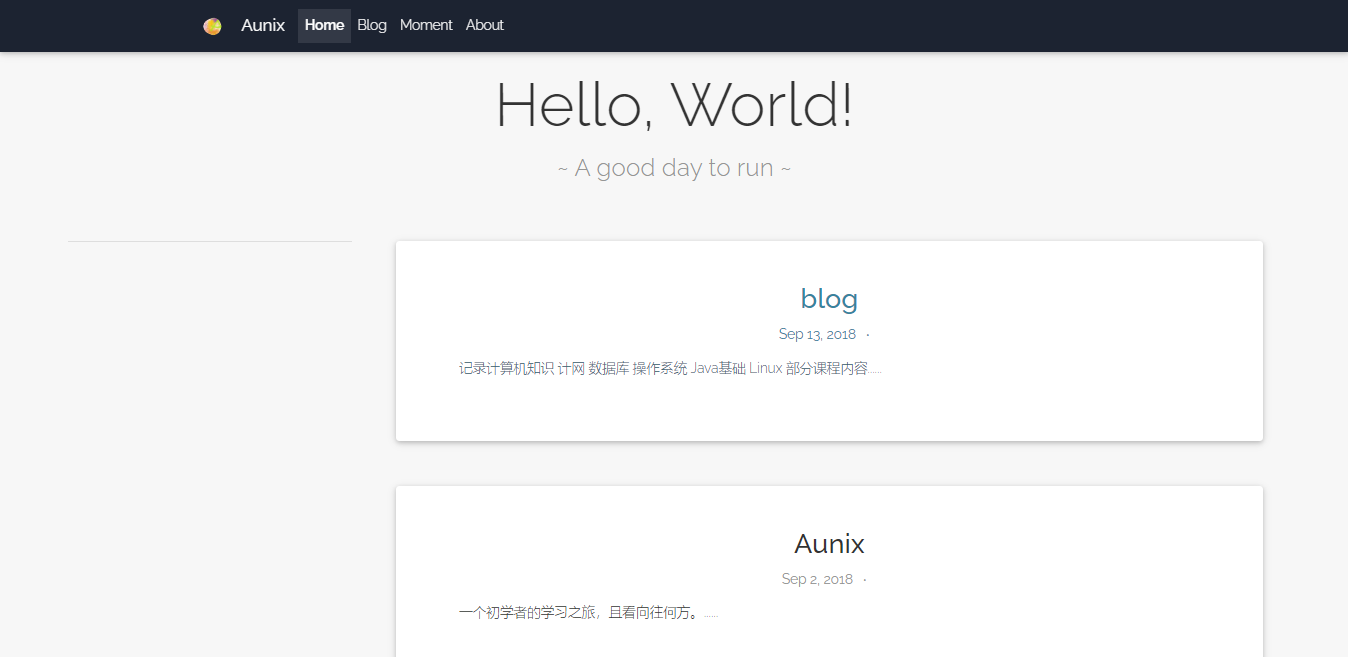 Aunix Home Blog Moment About
Hello, World!
~ A good day to run ~
blog
Sep 13, 2018 ·
记录计算机知识 计网 数据库 操作系统 Java基础 Linux 部分课程内容......
Aunix
Sep 2, 2018 ·
一个初学者的学习之旅，且看向往何方。......